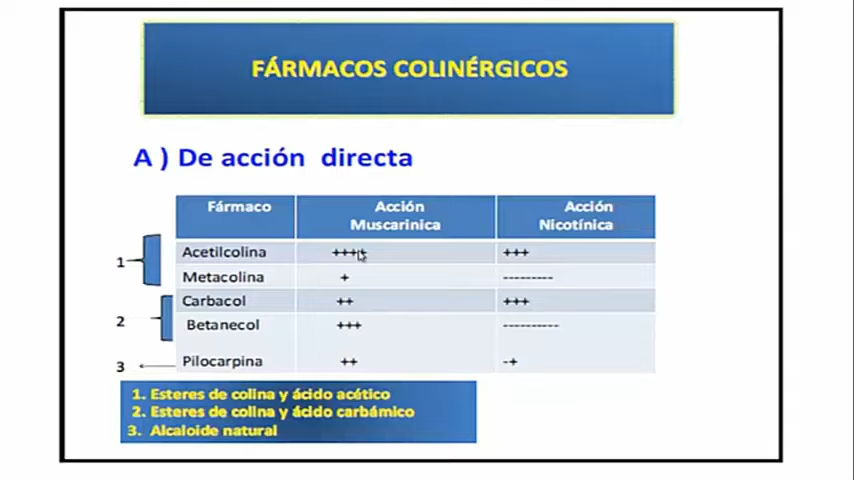 FÁRMACOS COLINÉRGICOS
A ) De acción directa
Fármaco Acción Muscarinica Acción Nicotínica
1
Acetilcolina ++++ +++
Metacolina + ---------
2
Carbacol ++ +++
Betanecol +++ ----------
3 Pilocarpina ++ -+
1. Esteres de colina y ácido acético
2. Esteres de colina y ácido carbámico
3. Alcaloide natural